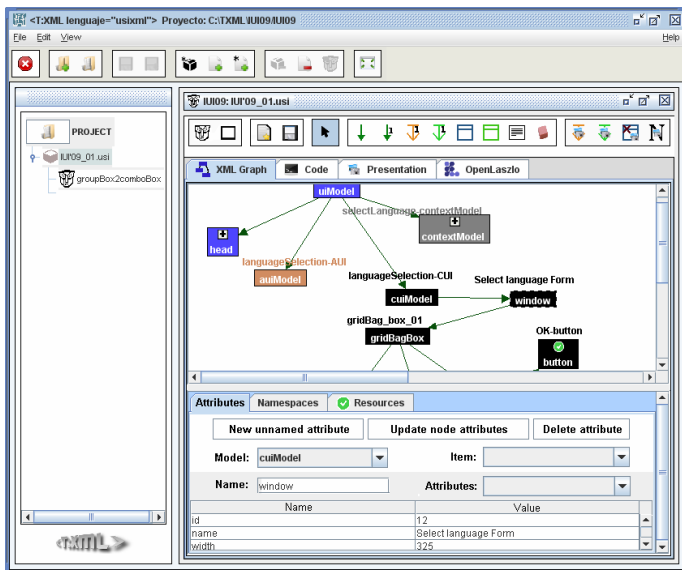 <T:XML lenguaje="usixml"> Proyecto: C:\TXML\IUI09/IUI09
File Edit View Help
PROJECT
IUI'09_01.usi
groupBox2comboBox
<T:XML>
IUI09: IUI'09_01.usi
XML Graph Code Presentation OpenLaszlo
uiModel
selectLanguage-contextModel
contextModel
head
languageSelection-AUI
auiModel
languageSelection-CUI
cuiModel
Select language Form
window
gridBag_box_01
gridBagBox
OK-button
button
Attributes Namespaces Resources
New unnamed attribute Update node attributes Delete attribute
Model: cuiModel Item:
Name: window Attributes:
Name Value
id 12
name Select language Form
width 325